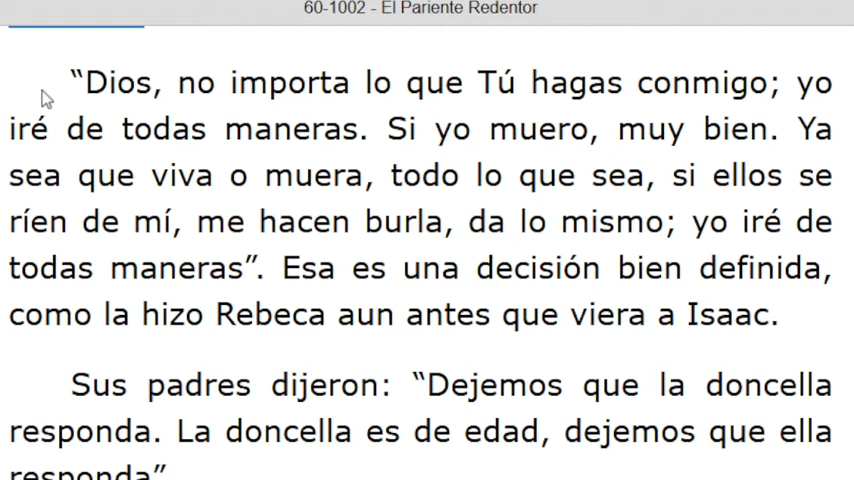 60-1002 - El Pariente Redentor
“Dios, no importa lo que Tú hagas conmigo; yo
iré de todas maneras. Si yo muero, muy bien. Ya
sea que viva o muera, todo lo que sea, si ellos se
ríen de mí, me hacen burla, da lo mismo; yo iré de
todas maneras”. Esa es una decisión bien definida,
como la hizo Rebeca aun antes que viera a Isaac.
Sus padres dijeron: “Dejemos que la doncella
responda. La doncella es de edad, dejemos que ella
responda”